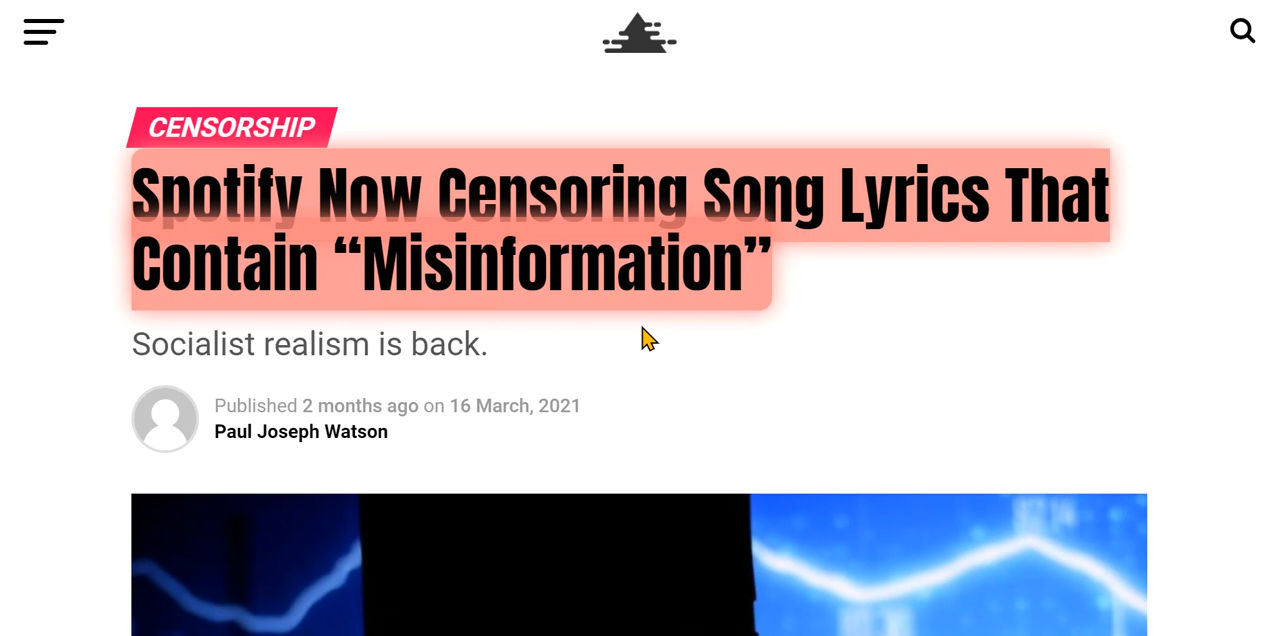 CENSORSHIP
Spotify Now Censoring Song Lyrics That
Contain “Misinformation”
Socialist realism is back.
Published 2 months ago on 16 March, 2021
Paul Joseph Watson